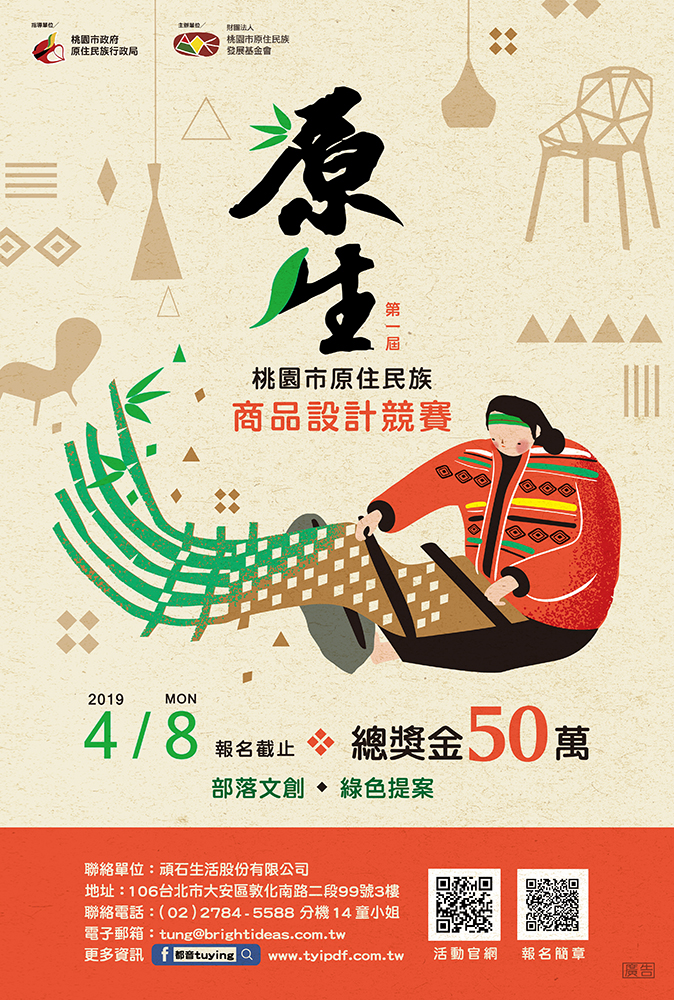 指導單位/
桃園市政府
原住民族行政局
主辦單位/
財團法人
桃園市原住民族
發展基金會
原生
第一屆
桃園市原住民族
商品設計競賽
2019 MON
4/8 報名截止 總獎金50萬
部落文創 ◆ 綠色提案
聯絡單位：頑石生活股份有限公司
地址：106台北市大安區敦化南路二段99號3樓
聯絡電話：(02)2784-5588 分機14童小姐
電子郵箱：tung@brightideas.com.tw
更多資訊 f 都音tuying www.tyipdf.com.tw
活動官網 報名簡章
廣告